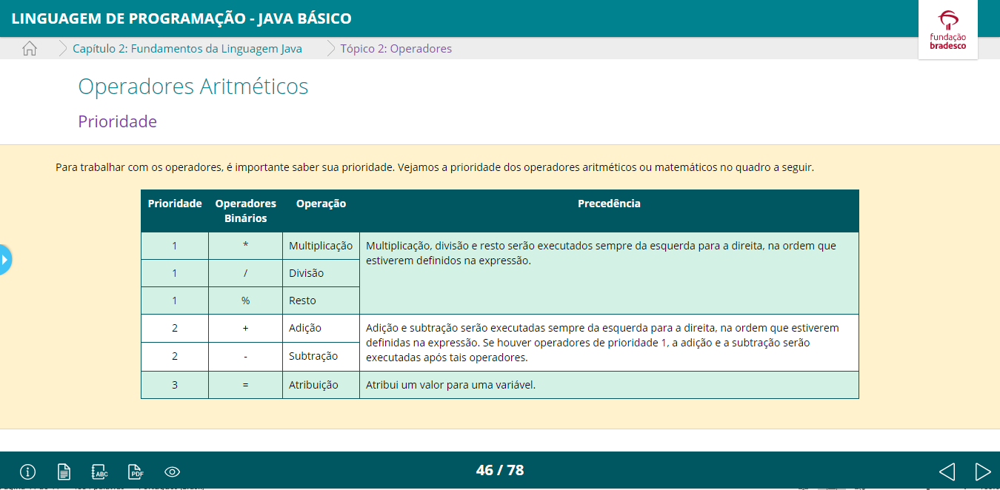 LINGUAGEM DE PROGRAMAÇÃO - JAVA BÁSICO
fundação
bradesco
Capítulo 2: Fundamentos da Linguagem Java
Tópico 2: Operadores
Operadores Aritméticos
Prioridade
Para trabalhar com os operadores, é importante saber sua prioridade. Vejamos a prioridade dos operadores aritméticos ou matemáticos no quadro a seguir.
Prioridade Operadores Binários Operação Precedência
1 * Multiplicação Multiplicação, divisão e resto serão executados sempre da esquerda para a direita, na ordem que
estiverem definidos na expressão.
1 / Divisão
1 % Resto
2 + Adição Adição e subtração serão executadas sempre da esquerda para a direita, na ordem que estiverem
definidas na expressão. Se houver operadores de prioridade 1, a adição e a subtração serão
executadas após tais operadores.
2 - Subtração
3 = Atribuição Atribui um valor para uma variável.
ABC
PDF
46 / 78